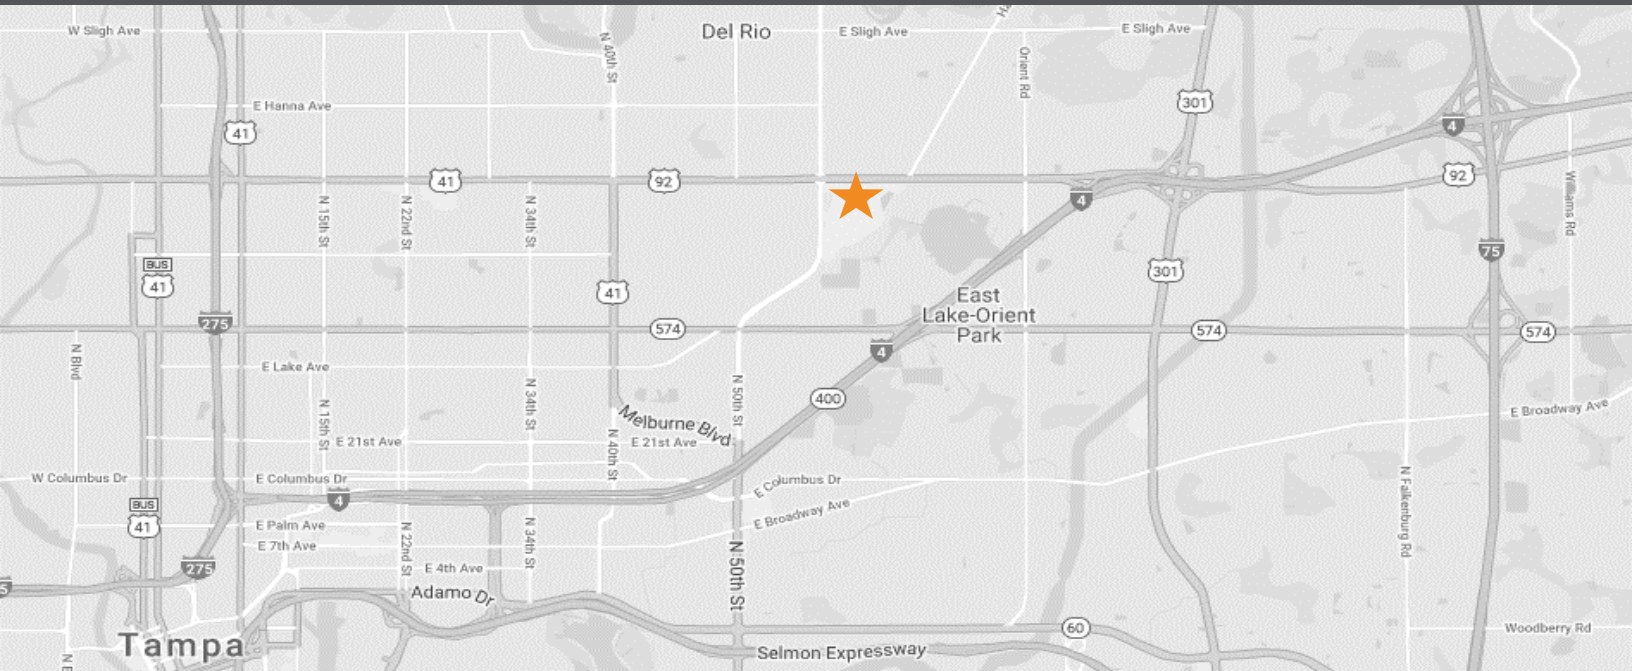 W Sligh Ave
N 40th St
Del Rio
E Sligh Ave
E Sligh Ave
Orient Rd
E Hanna Ave
41
301
4
41
92
4
92
N 15th St
N 22nd St
N 34th St
Williams Rd
BUS
41
41
301
75
275
574
East
Lake-Orient
Park
574
574
4
N Blvd
E Lake Ave
N 34th St
N 50th St
400
N 15th St
Melburne Blvd
E Broadway Ave
E 21st Ave
E 21st Ave
N 40th St
W Columbus Dr
E Columbus Dr
E Columbus Dr
N Falkenburg Rd
4
BUS
41
E Palm Ave
N 22nd St
N 34th St
E Broadway Ave
E 7th Ave
N 50th St
275
E 4th Ave
Adamo Dr
60
Woodberry Rd
Tampa
Selmon Expressway